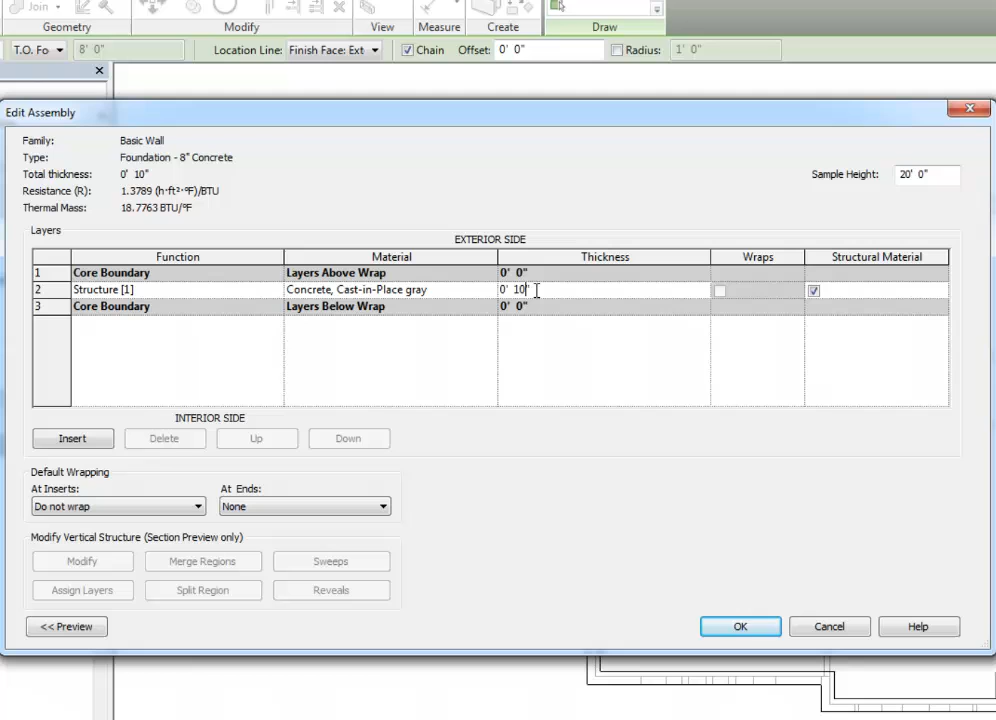 Join
Geometry Modify View Measure Create Draw
T.O. Fo 8' 0" Location Line: Finish Face: Ext Chain Offset: 0' 0" Radius: 1' 0"
Edit Assembly
Family: Basic Wall
Type: Foundation - 8" Concrete
Total thickness: 0' 10" Sample Height: 20' 0"
Resistance (R): 1.3789 (h·ft²·°F)/BTU
Thermal Mass: 18.7763 BTU/°F
Layers
EXTERIOR SIDE
Function Material Thickness Wraps Structural Material
1 Core Boundary Layers Above Wrap 0' 0"
2 Structure [1] Concrete, Cast-in-Place gray 0' 10"
3 Core Boundary Layers Below Wrap 0' 0"
INTERIOR SIDE
Insert Delete Up Down
Default Wrapping
At Inserts: At Ends:
Do not wrap None
Modify Vertical Structure (Section Preview only)
Modify Merge Regions Sweeps
Assign Layers Split Region Reveals
<< Preview OK Cancel Help